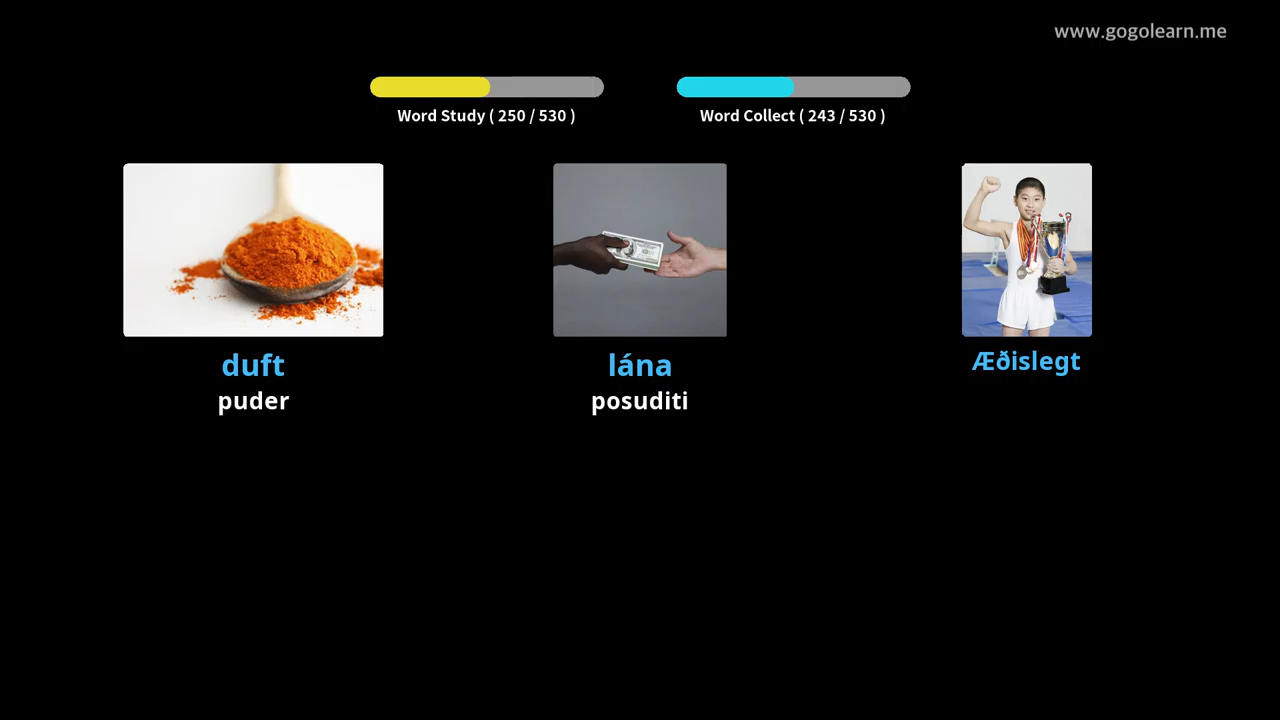 www.gogolearn.me
Word Study ( 250 / 530 )
Word Collect ( 243 / 530 )
duft
puder
lána
posuditi
Æðislegt